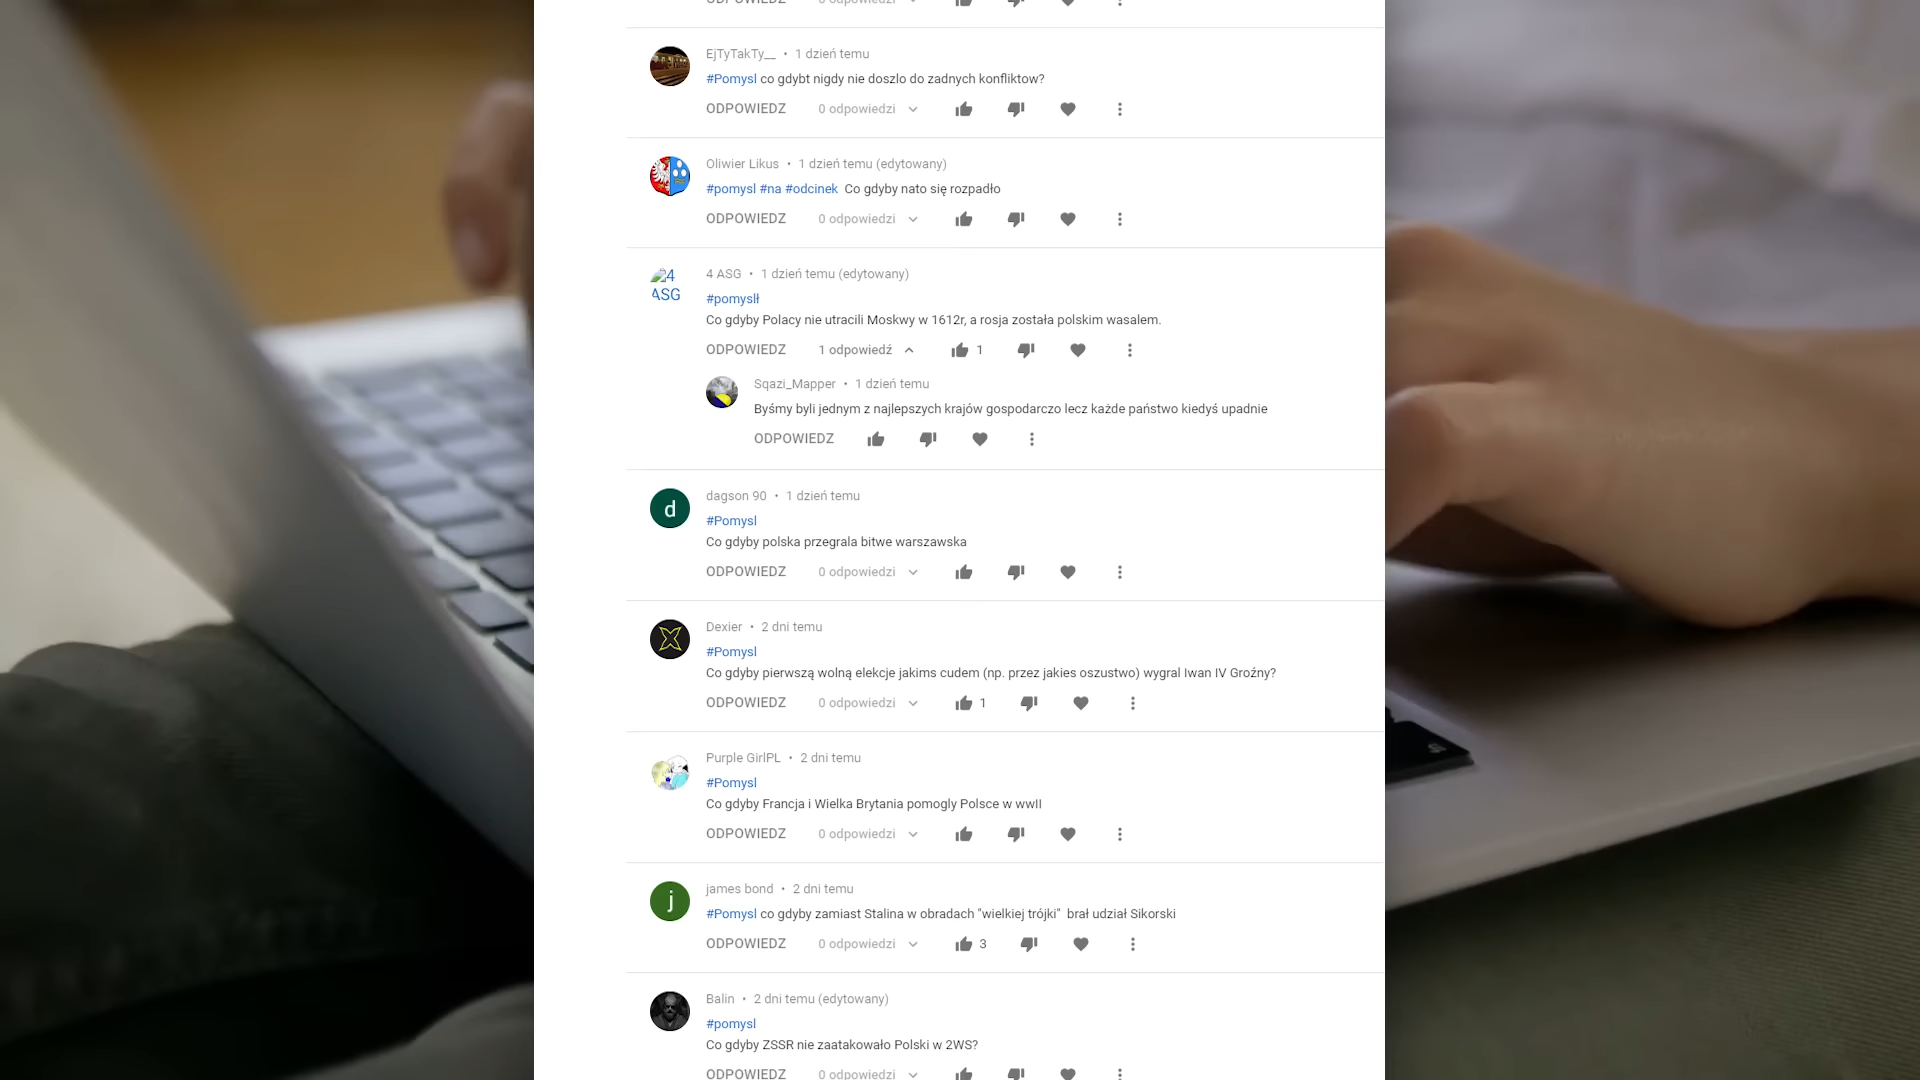 ODPOWIEDZ 0 odpowiedzi
EjTyTakTy__ • 1 dzień temu
#Pomysl co gdybt nigdy nie doszlo do zadnych konfliktow?
ODPOWIEDZ 0 odpowiedzi
Oliwier Likus • 1 dzień temu (edytowany)
#pomysl #na #odcinek Co gdyby nato się rozpadło
ODPOWIEDZ 0 odpowiedzi
4 ASG
4 ASG • 1 dzień temu (edytowany)
#pomyslł
Co gdyby Polacy nie utracili Moskwy w 1612r, a rosja została polskim wasalem.
ODPOWIEDZ 1 odpowiedź 1
Sqazi_Mapper • 1 dzień temu
Byśmy byli jednym z najlepszych krajów gospodarczo lecz każde państwo kiedyś upadnie
ODPOWIEDZ
d
dagson 90 • 1 dzień temu
#Pomysl
Co gdyby polska przegrala bitwe warszawska
ODPOWIEDZ 0 odpowiedzi
Dexier • 2 dni temu
#Pomysl
Co gdyby pierwszą wolną elekcje jakims cudem (np. przez jakies oszustwo) wygral Iwan IV Groźny?
ODPOWIEDZ 0 odpowiedzi 1
Purple GirlPL • 2 dni temu
#Pomysl
Co gdyby Francja i Wielka Brytania pomogly Polsce w wwII
ODPOWIEDZ 0 odpowiedzi
j
james bond • 2 dni temu
#Pomysl co gdyby zamiast Stalina w obradach "wielkiej trójki" brał udział Sikorski
ODPOWIEDZ 0 odpowiedzi 3
Balin • 2 dni temu (edytowany)
#pomysl
Co gdyby ZSSR nie zaatakowało Polski w 2WS?
ODPOWIEDZ 0 odpowiedzi